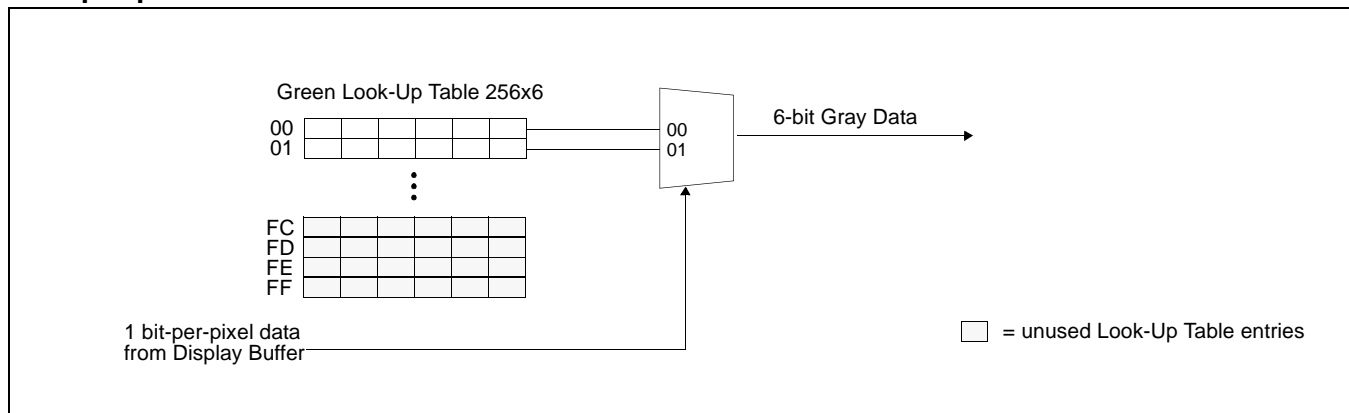 Green Look-Up Table 256x6
00
01
00
01
6-bit Gray Data
FC
FD
FE
FF
1 bit-per-pixel data
from Display Buffer
= unused Look-Up Table entries